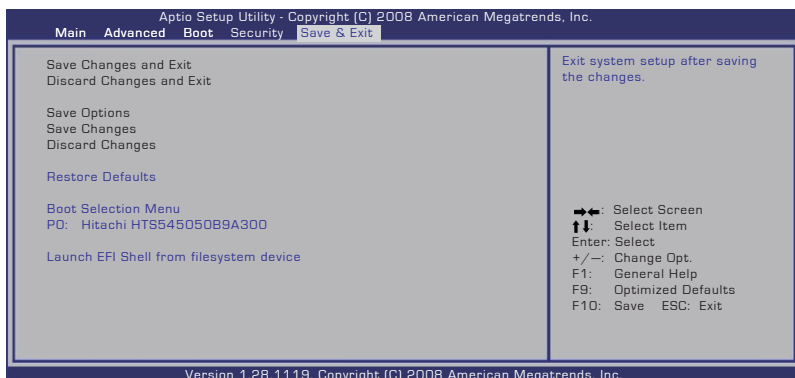 Aptio Setup Utility - Copyright (C) 2008 American Megatrends, Inc.
Main Advanced Boot Security Save & Exit
Save Changes and Exit
Discard Changes and Exit
Save Options
Save Changes
Discard Changes
Restore Defaults
Boot Selection Menu
P0: Hitachi HTS545050B9A300
Launch EFI Shell from filesystem device
Exit system setup after saving
the changes.
→←: Select Screen
↑↓: Select Item
Enter: Select
+/—: Change Opt.
F1: General Help
F9: Optimized Defaults
F10: Save ESC: Exit
Version 1.28.1119. Copyright (C) 2008 American Megatrends, Inc.